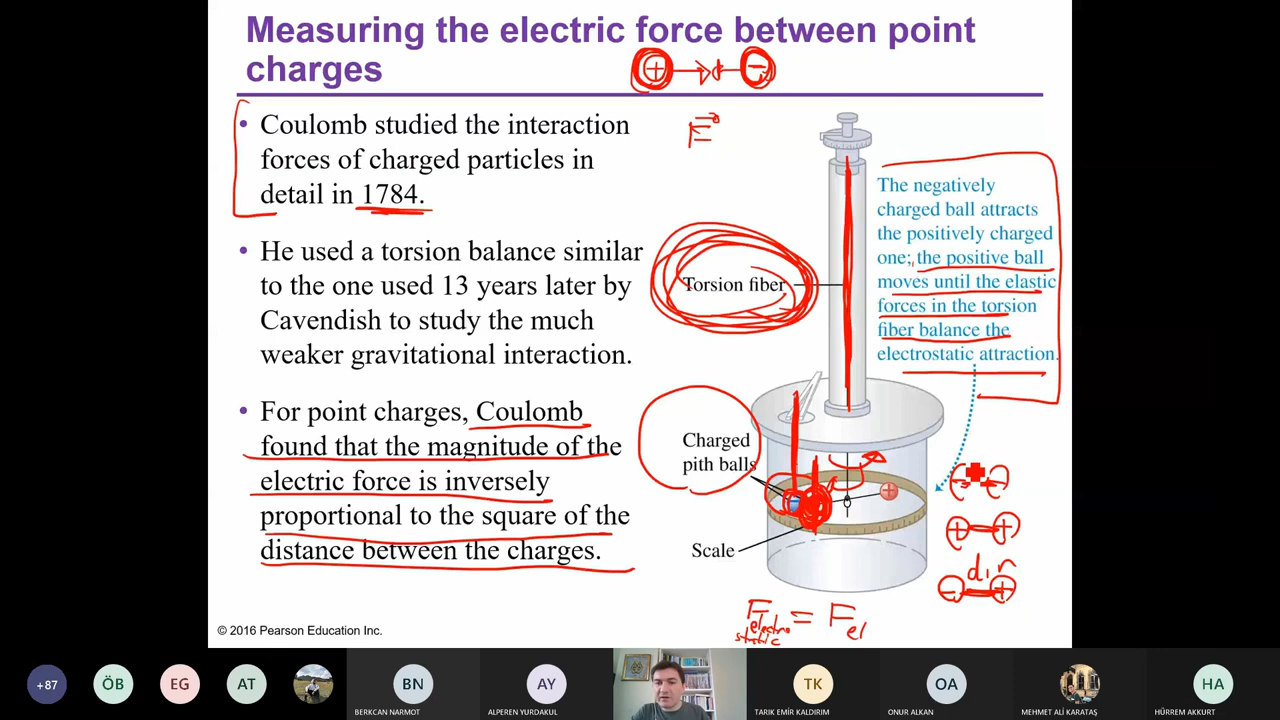 Measuring the electric force between point
charges
+
-
E
• Coulomb studied the interaction
forces of charged particles in
detail in 1784.
• He used a torsion balance similar
to the one used 13 years later by
Cavendish to study the much
weaker gravitational interaction.
• For point charges, Coulomb
found that the magnitude of the
electric force is inversely
proportional to the square of the
distance between the charges.
Torsion fiber
The negatively
charged ball attracts
the positively charged
one; the positive ball
moves until the elastic
forces in the torsion
fiber balance the
electrostatic attraction.
Charged
pith balls
Scale
+
- -
+ +
d, r
- +
F electro static = F el
© 2016 Pearson Education Inc.
+87
ÖB
EG
AT
BN
BERKCAN NARMOT
AY
ALPEREN YURDAKUL
TK
TARIK EMİR KALDIRIM
OA
ONUR ALKAN
MEHMET ALİ KARATAŞ
HA
HÜRREM AKKURT